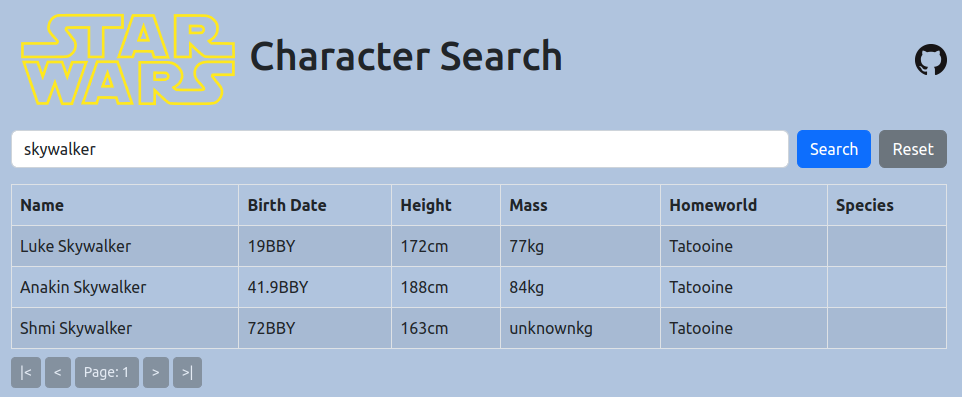 STAR
WARS
Character Search
skywalker Search Reset
Name Birth Date Height Mass Homeworld Species
Luke Skywalker 19BBY 172cm 77kg Tatooine
Anakin Skywalker 41.9BBY 188cm 84kg Tatooine
Shmi Skywalker 72BBY 163cm unknownkg Tatooine
|< < Page: 1 > >|